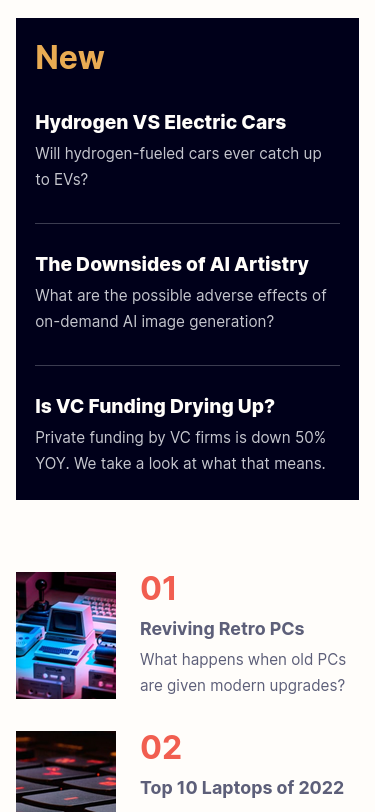 New
Hydrogen VS Electric Cars
Will hydrogen-fueled cars ever catch up
to EVs?
The Downsides of AI Artistry
What are the possible adverse effects of
on-demand AI image generation?
Is VC Funding Drying Up?
Private funding by VC firms is down 50%
YOY. We take a look at what that means.
01
Reviving Retro PCs
What happens when old PCs
are given modern upgrades?
02
Top 10 Laptops of 2022